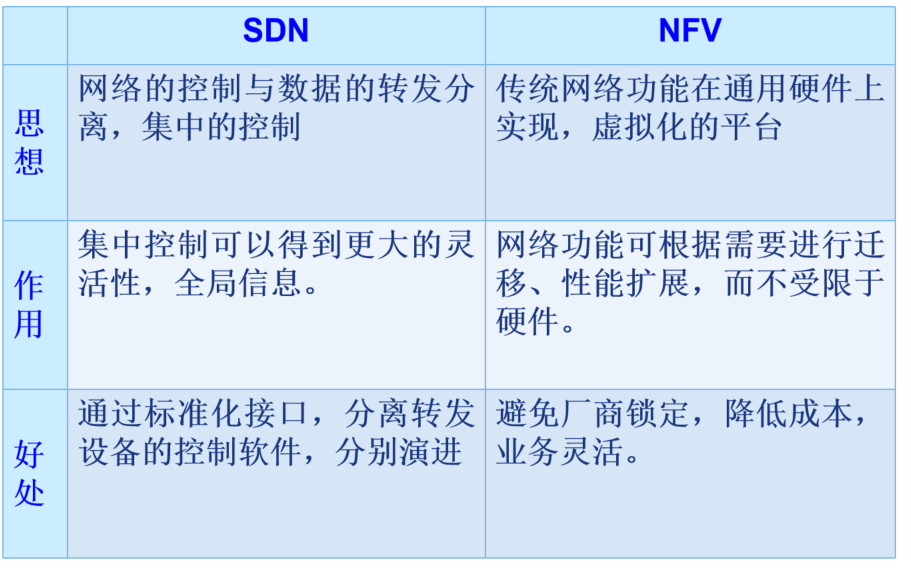 SDN NFV
思想
网络的控制与数据的转发分
离，集中的控制
传统网络功能在通用硬件上
实现，虚拟化的平台
作用
集中控制可以得到更大的灵
活性，全局信息。
网络功能可根据需要进行迁
移、性能扩展，而不受限于
硬件。
好处
通过标准化接口，分离转发
设备的控制软件，分别演进
避免厂商锁定，降低成本，
业务灵活。